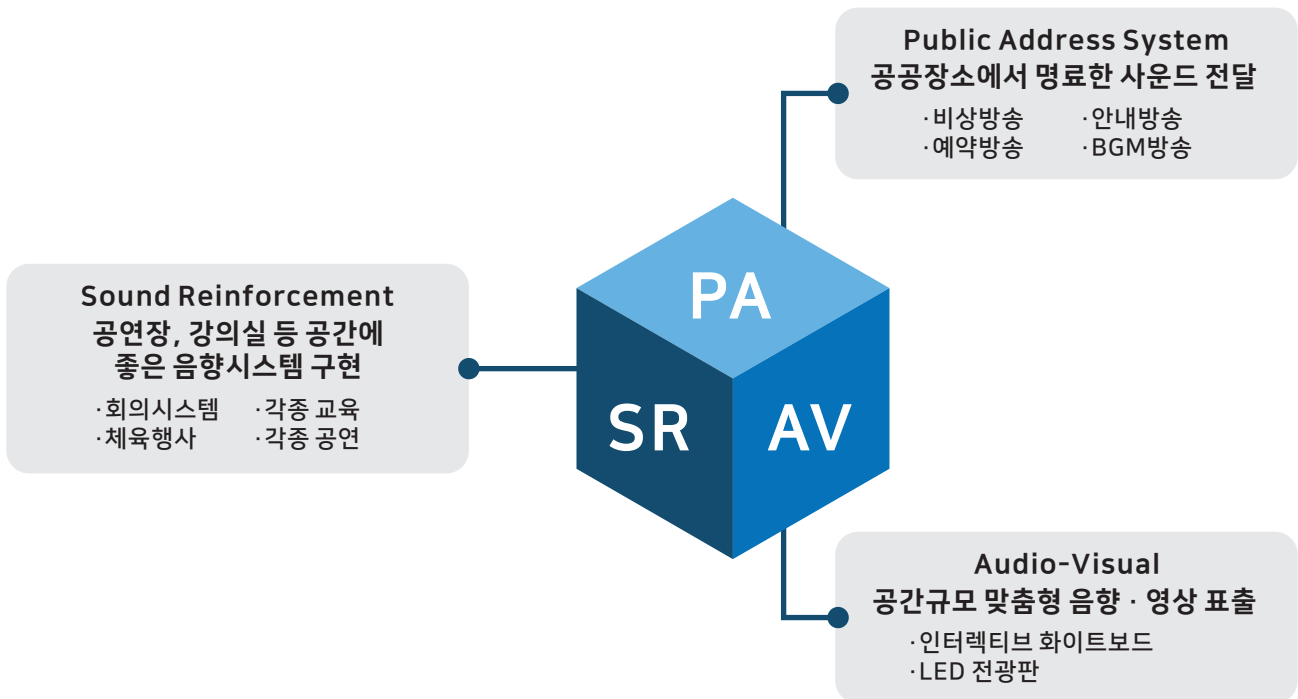 Public Address System
공공장소에서 명료한 사운드 전달
·비상방송 ·안내방송
·예약방송 ·BGM방송
PA
Sound Reinforcement
공연장, 강의실 등 공간에
좋은 음향시스템 구현
·회의시스템 ·각종 교육
·체육행사 ·각종 공연
SR AV
Audio-Visual
공간규모 맞춤형 음향 · 영상 표출
·인터렉티브 화이트보드
·LED 전광판